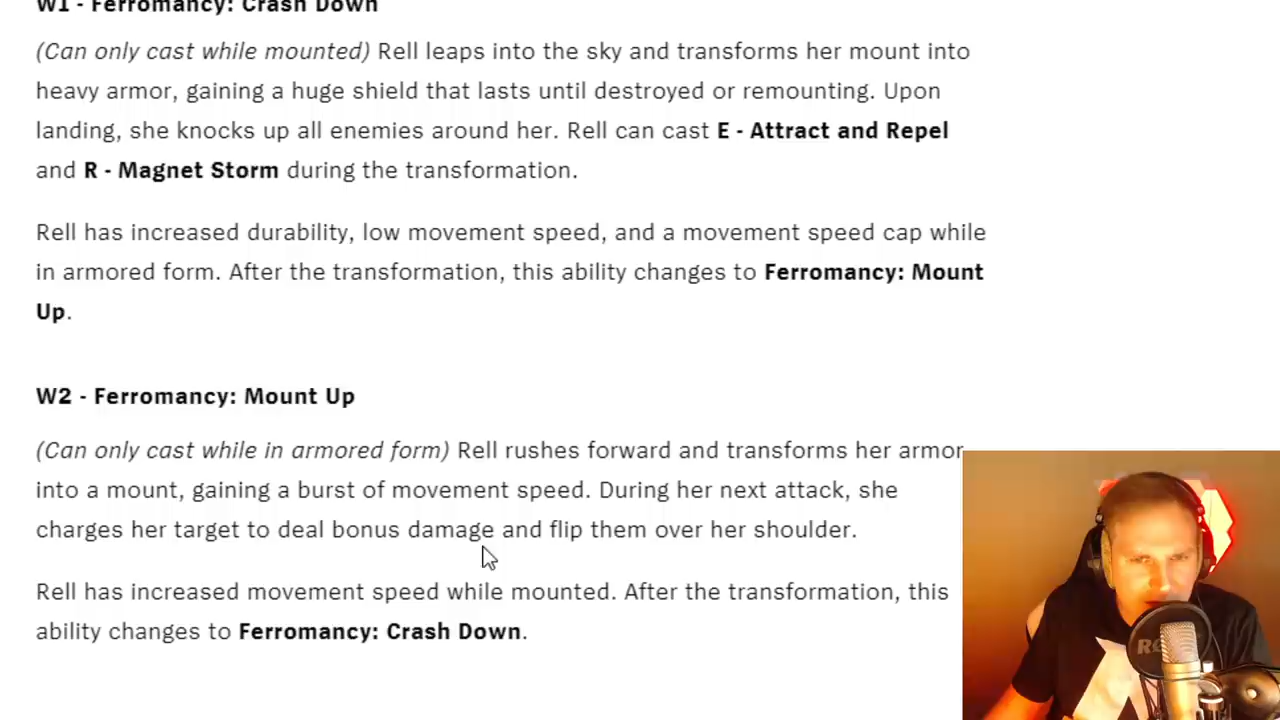 W1 - Ferromancy: Crash Down
(Can only cast while mounted) Rell leaps into the sky and transforms her mount into
heavy armor, gaining a huge shield that lasts until destroyed or remounting. Upon
landing, she knocks up all enemies around her. Rell can cast E - Attract and Repel
and R - Magnet Storm during the transformation.
Rell has increased durability, low movement speed, and a movement speed cap while
in armored form. After the transformation, this ability changes to Ferromancy: Mount
Up.
W2 - Ferromancy: Mount Up
(Can only cast while in armored form) Rell rushes forward and transforms her armor
into a mount, gaining a burst of movement speed. During her next attack, she
charges her target to deal bonus damage and flip them over her shoulder.
Rell has increased movement speed while mounted. After the transformation, this
ability changes to Ferromancy: Crash Down.